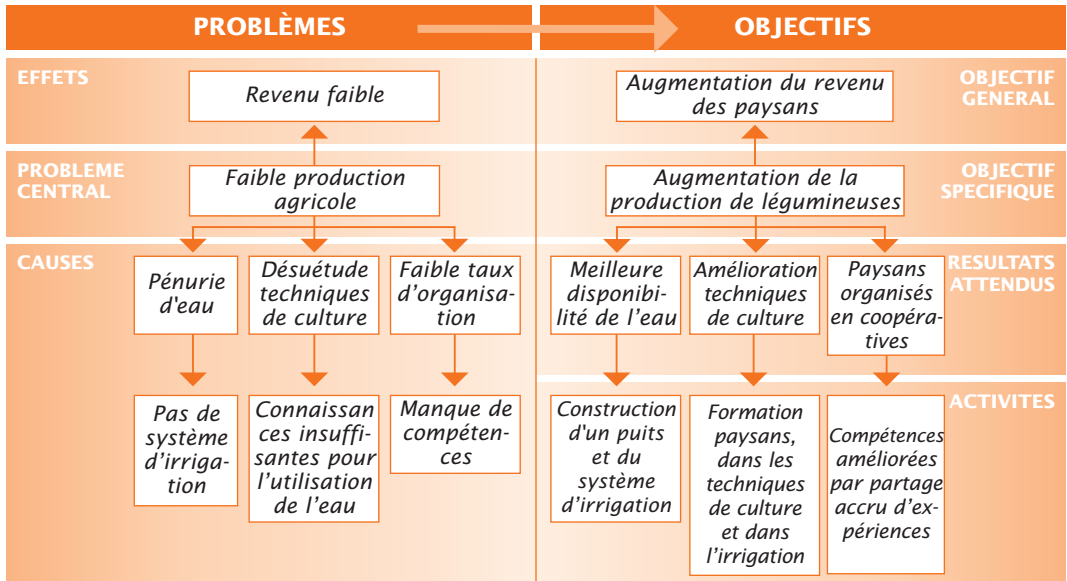 PROBLÈMES
OBJECTIFS
EFFETS
Revenu faible
Augmentation du revenu
des paysans
OBJECTIF
GENERAL
PROBLEME
CENTRAL
Faible production
agricole
Augmentation de la
production de légumineuses
OBJECTIF
SPECIFIQUE
CAUSES
Pénurie
d'eau
Désuétude
techniques
de culture
Faible taux
d'organisa-
tion
Meilleure
disponibi-
lité de l'eau
Amélioration
techniques
de culture
Paysans
organisés
en coopéra-
tives
RESULTATS
ATTENDUS
Pas de
système
d'irriga-
tion
Connaissan
ces insuffi-
santes pour
l'utilisation
de l'eau
Manque de
compéten-
ces
Construction
d'un puits
et du
système
d'irrigation
Formation
paysans,
dans les
techniques
de culture
et dans
l'irrigation
Compétences
améliorées
par partage
accru d'ex-
périences
ACTIVITES